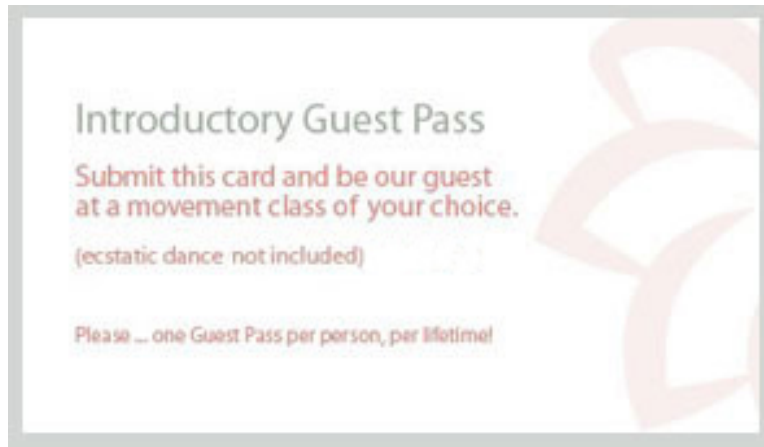 Introductory Guest Pass
Submit this card and be our guest
at a movement class of your choice.
(ecstatic dance not included)
Please ... one Guest Pass per person, per lifetime!